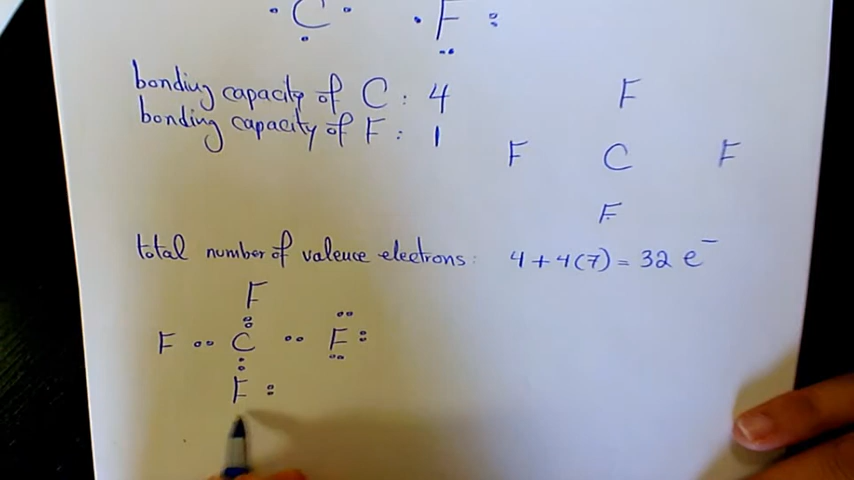 C F
bonding capacity of C: 4
bonding capacity of F: 1
F
F C F
F
total number of valence electrons: 4+4(7)=32 e⁻
F
F C F
F